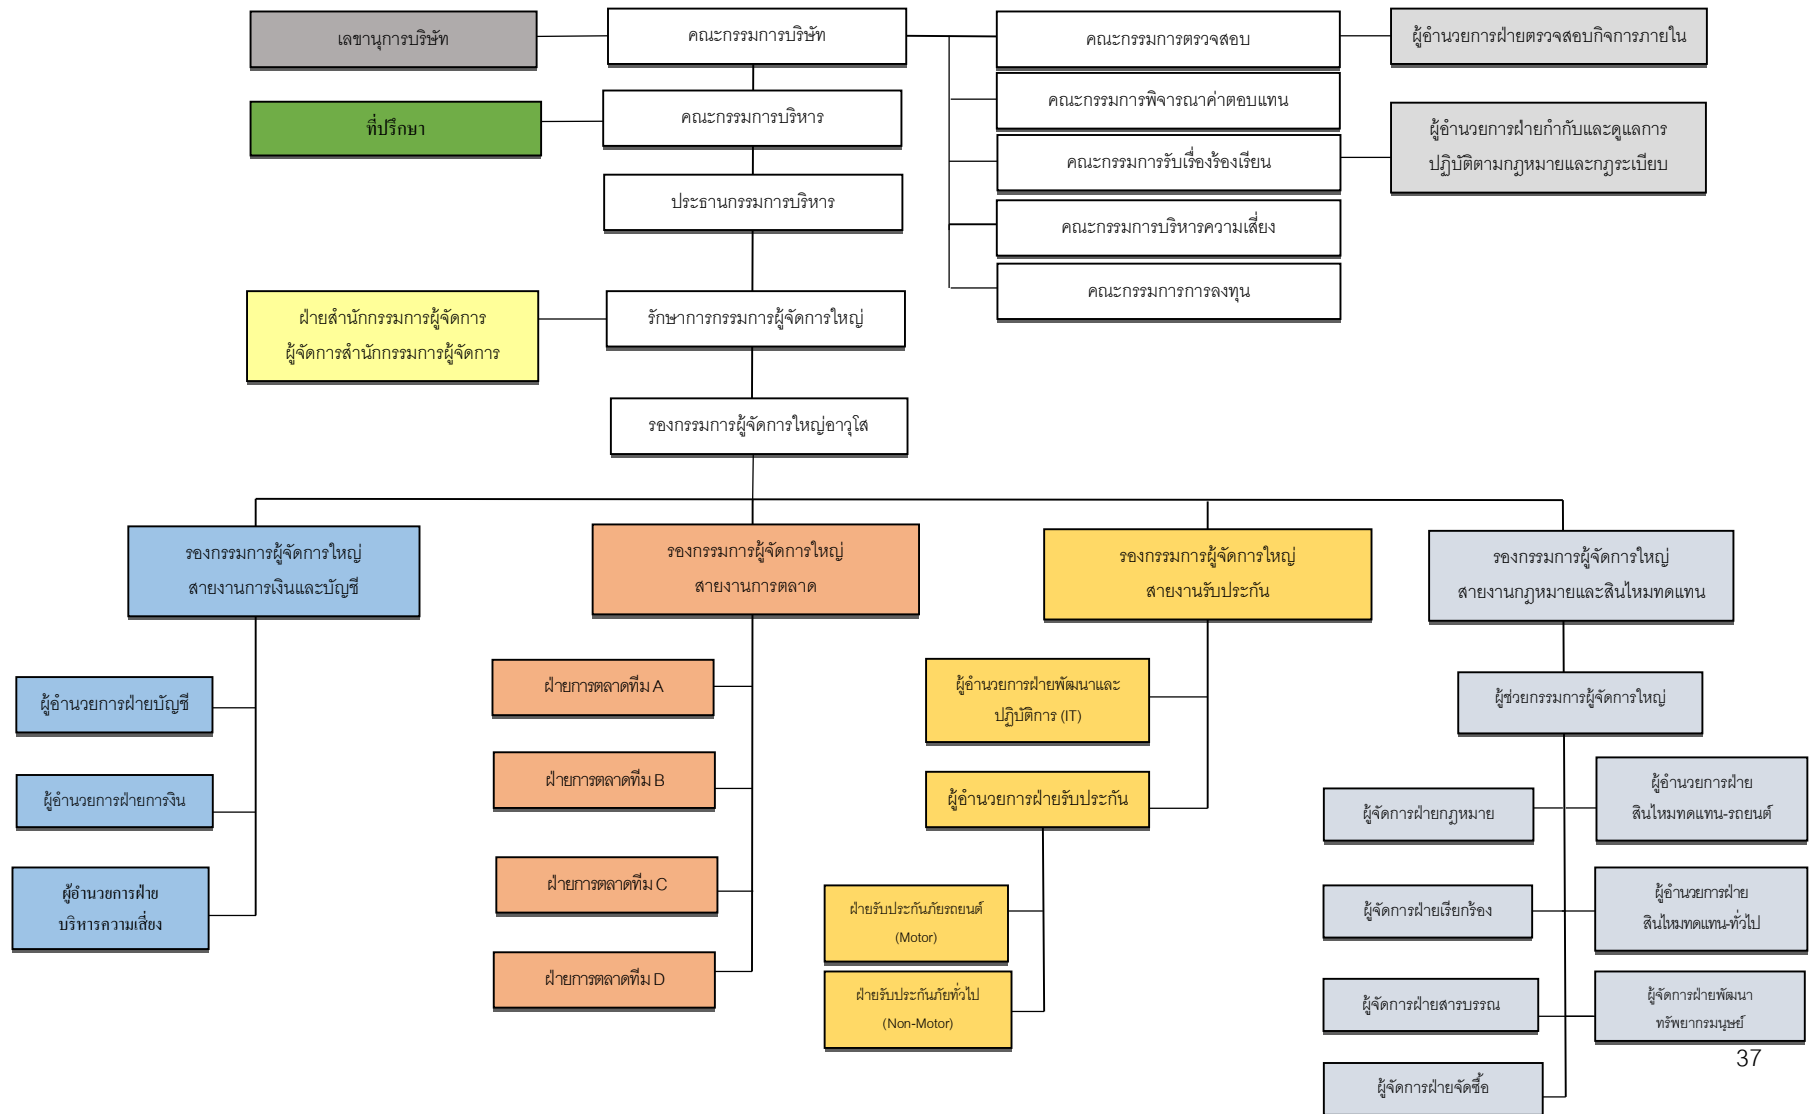 เลขานุการบริษัท
คณะกรรมการบริษัท
คณะกรรมการตรวจสอบ
ผู้อำนวยการฝ่ายตรวจสอบกิจการภายใน
ที่ปรึกษา
คณะกรรมการบริหาร
คณะกรรมการพิจารณาค่าตอบแทน
ผู้อำนวยการฝ่ายกำกับและดูแลการ
ปฏิบัติตามกฎหมายและกฎระเบียบ
คณะกรรมการรับเรื่องร้องเรียน
ประธานกรรมการบริหาร
คณะกรรมการบริหารความเสี่ยง
คณะกรรมการการลงทุน
ฝ่ายสำนักกรรมการผู้จัดการ
ผู้จัดการสำนักกรรมการผู้จัดการ
รักษาการกรรมการผู้จัดการใหญ่
รองกรรมการผู้จัดการใหญ่อาวุโส
รองกรรมการผู้จัดการใหญ่
สายงานการเงินและบัญชี
รองกรรมการผู้จัดการใหญ่
สายงานการตลาด
รองกรรมการผู้จัดการใหญ่
สายงานรับประกัน
รองกรรมการผู้จัดการใหญ่
สายงานกฎหมายและสินไหมทดแทน
ผู้อำนวยการฝ่ายบัญชี
ผู้อำนวยการฝ่ายการเงิน
ผู้อำนวยการฝ่าย
บริหารความเสี่ยง
ฝ่ายการตลาดทีม A
ฝ่ายการตลาดทีม B
ฝ่ายการตลาดทีม C
ฝ่ายการตลาดทีม D
ผู้อำนวยการฝ่ายพัฒนาและ
ปฏิบัติการ (IT)
ผู้อำนวยการฝ่ายรับประกัน
ฝ่ายรับประกันภัยรถยนต์
(Motor)
ฝ่ายรับประกันภัยทั่วไป
(Non-Motor)
ผู้ช่วยกรรมการผู้จัดการใหญ่
ผู้จัดการฝ่ายกฎหมาย
ผู้อำนวยการฝ่าย
สินไหมทดแทน-รถยนต์
ผู้จัดการฝ่ายเรียกร้อง
ผู้อำนวยการฝ่าย
สินไหมทดแทน-ทั่วไป
ผู้จัดการฝ่ายสารบรรณ
ผู้จัดการฝ่ายพัฒนา
ทรัพยากรมนุษย์
ผู้จัดการฝ่ายจัดซื้อ
37